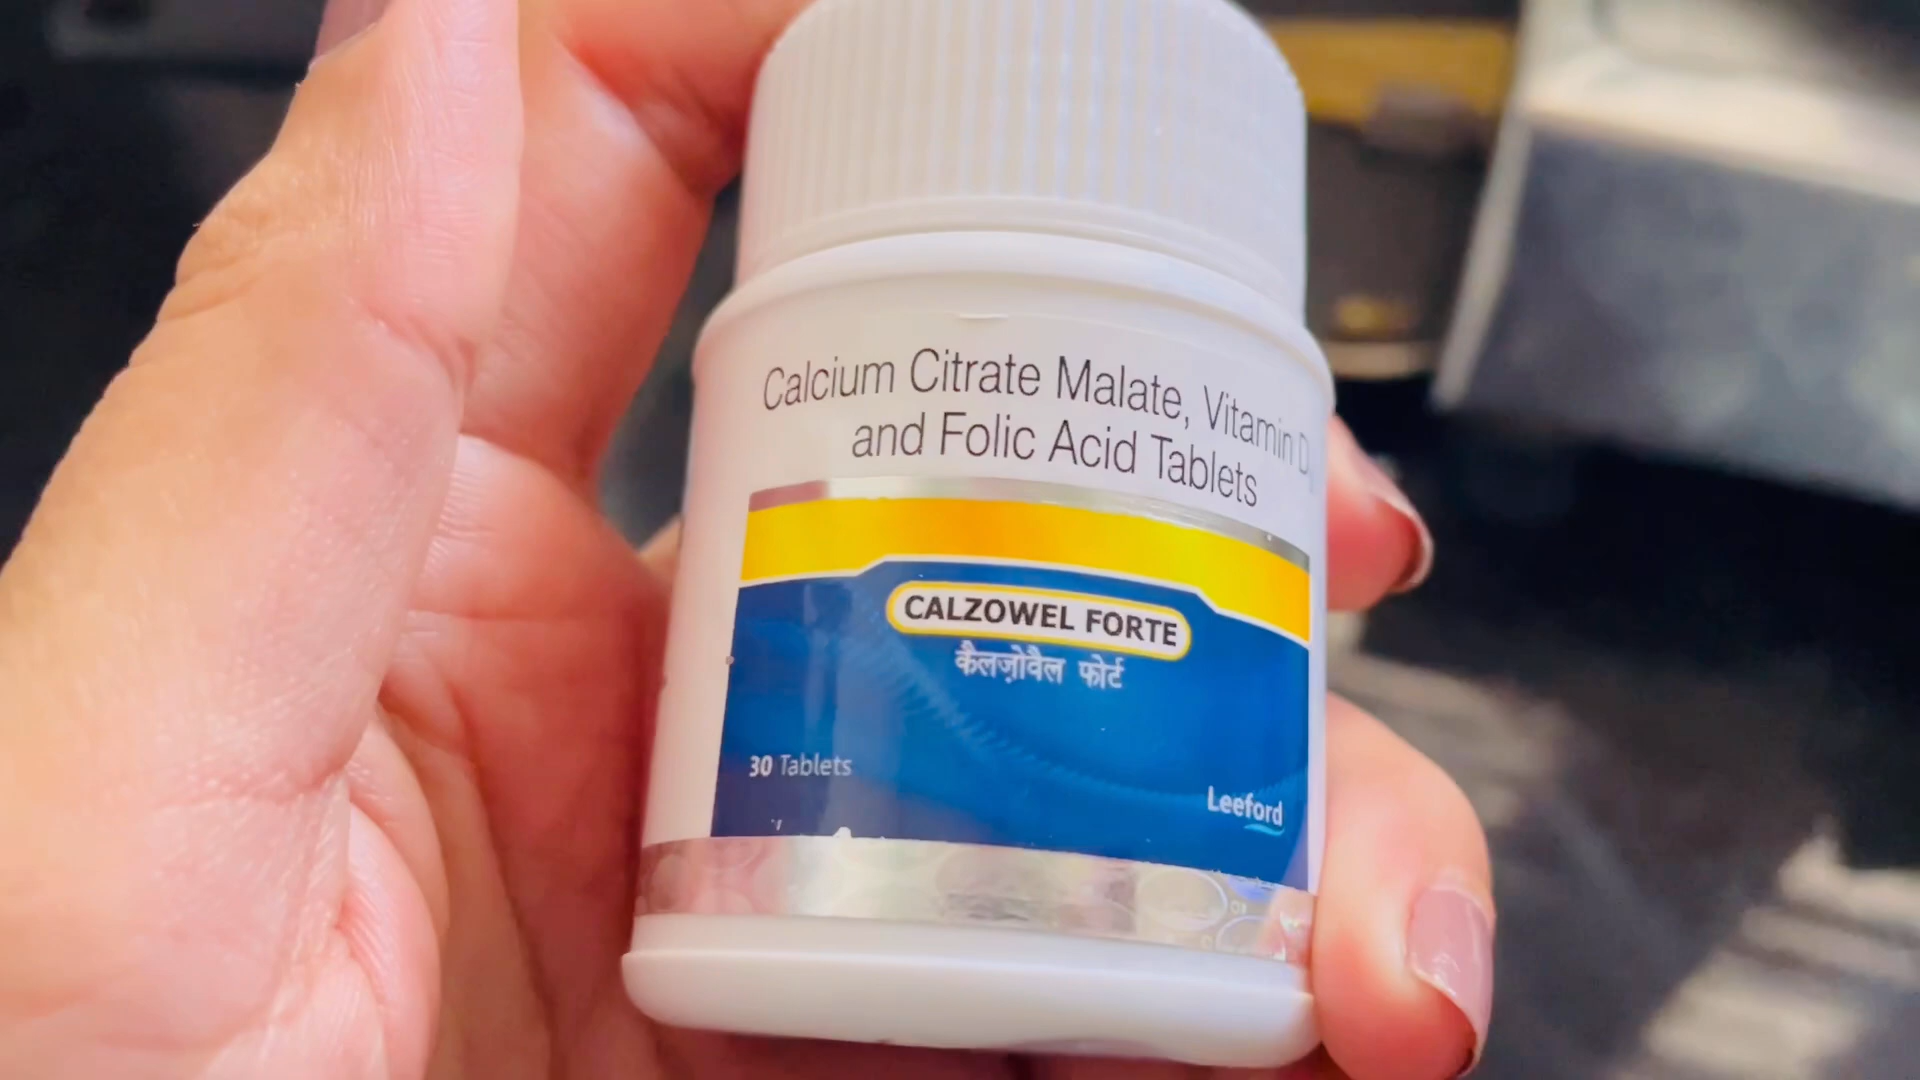 Calcium Citrate Malate, Vitamin D
and Folic Acid Tablets
CALZOWEL FORTE
कैलज़ोवैल फोर्ट
30 Tablets
Leeford